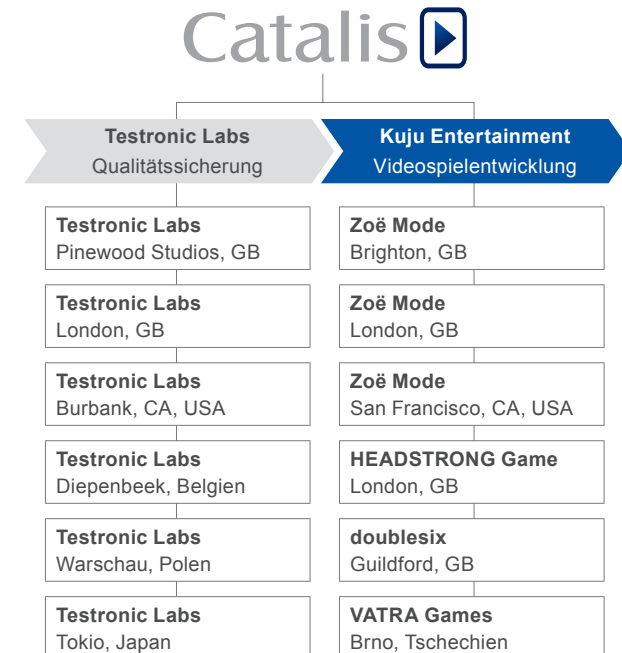 Catalis
Testronic Labs
Qualitätssicherung
Testronic Labs
Pinewood Studios, GB
Testronic Labs
London, GB
Testronic Labs
Burbank, CA, USA
Testronic Labs
Diepenbeek, Belgien
Testronic Labs
Warschau, Polen
Testronic Labs
Tokio, Japan
Kuju Entertainment
Videospielentwicklung
Zoë Mode
Brighton, GB
Zoë Mode
London, GB
Zoë Mode
San Francisco, CA, USA
HEADSTRONG Game
London, GB
doublesix
Guildford, GB
VATRA Games
Brno, Tschechien